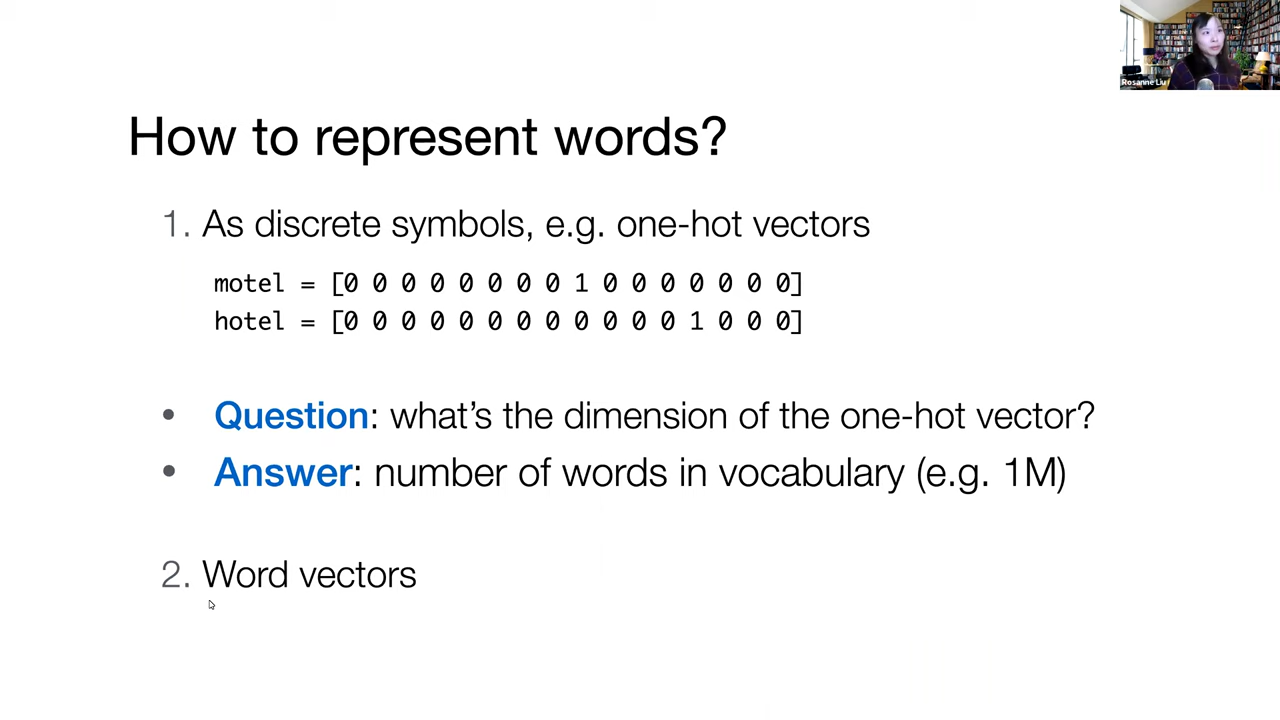 Rosanne Liu
How to represent words?
1. As discrete symbols, e.g. one-hot vectors
motel = [0 0 0 0 0 0 0 0 1 0 0 0 0 0 0 0]
hotel = [0 0 0 0 0 0 0 0 0 0 0 0 1 0 0 0]
• Question: what's the dimension of the one-hot vector?
• Answer: number of words in vocabulary (e.g. 1M)
2. Word vectors